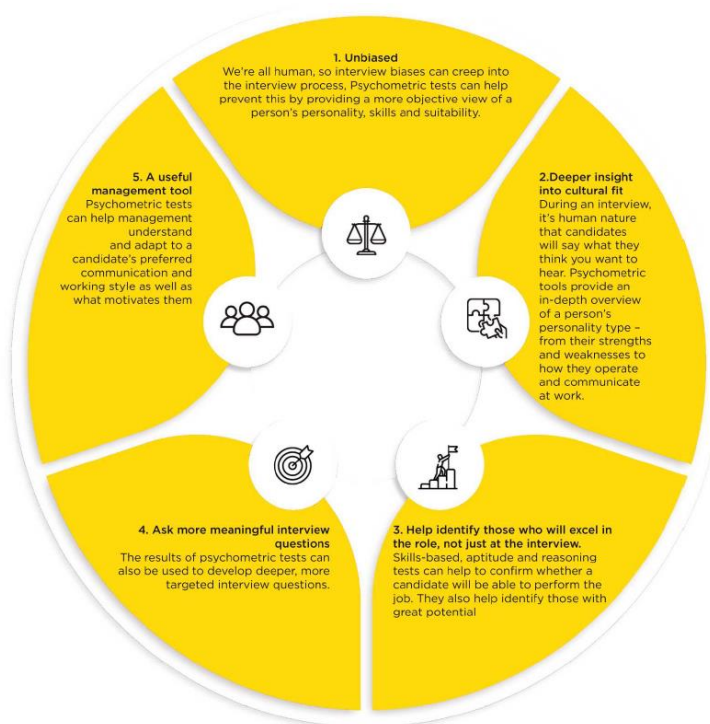 1. Unbiased
We're all human, so interview biases can creep into
the interview process, Psychometric tests can help
prevent this by providing a more objective view of a
person's personality, skills and suitability.
2.Deeper insight
into cultural fit
During an interview,
it's human nature
that candidates
will say what they
think you want to
hear. Psychometric
tools provide an
in-depth overview
of a person's
personality type –
from their strengths
and weaknesses to
how they operate
and communicate
at work.
3. Help identify those who will excel in
the role, not just at the interview.
Skills-based, aptitude and reasoning
tests can help to confirm whether a
candidate will be able to perform the
job. They also help identify those with
great potential
4. Ask more meaningful interview
questions
The results of psychometric tests can
also be used to develop deeper, more
targeted interview questions.
5. A useful
management tool
Psychometric tests
can help management
understand
and adapt to a
candidate's preferred
communication and
working style as well as
what motivates them